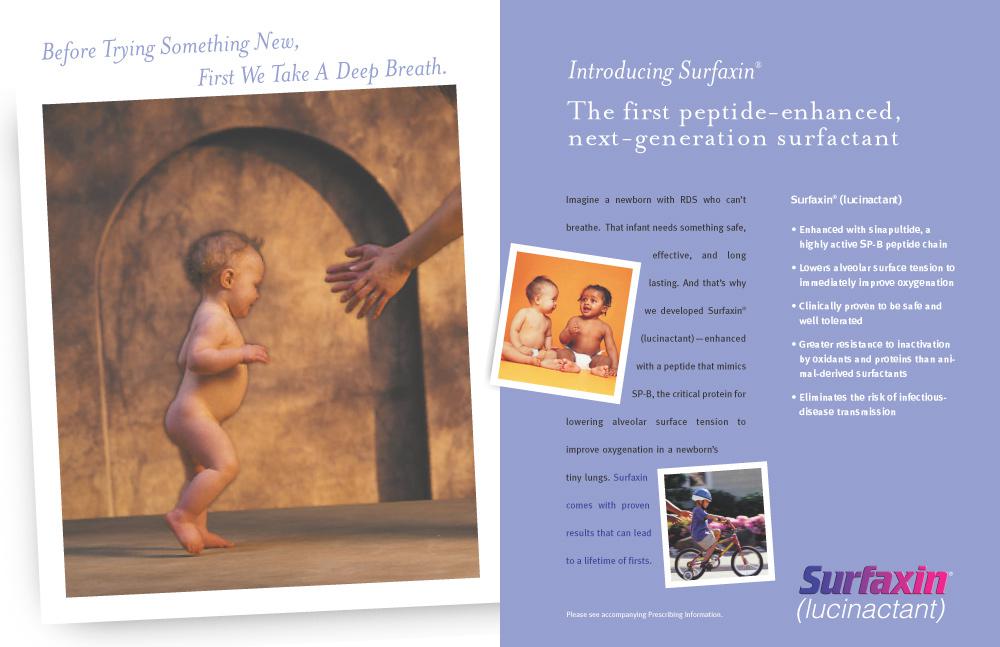 Before Trying Something New,
First We Take A Deep Breath.
Introducing Surfaxin®
The first peptide-enhanced,
next-generation surfactant
Imagine a newborn with RDS who can't
breathe. That infant needs something safe,
effective, and long
lasting. And that's why
we developed Surfaxin®
(lucinactant)—enhanced
with a peptide that mimics
SP-B, the critical protein for
lowering alveolar surface tension to
improve oxygenation in a newborn's
tiny lungs. Surfaxin
comes with proven
results that can lead
to a lifetime of firsts.
Please see accompanying Prescribing Information.
Surfaxin® (lucinactant)
• Enhanced with sinapultide, a
highly active SP-B peptide chain
• Lowers alveolar surface tension to
immediately improve oxygenation
• Clinically proven to be safe and
well tolerated
• Greater resistance to inactivation
by oxidants and proteins than ani-
mal-derived surfactants
• Eliminates the risk of infectious-
disease transmission
Surfaxin®
(lucinactant)